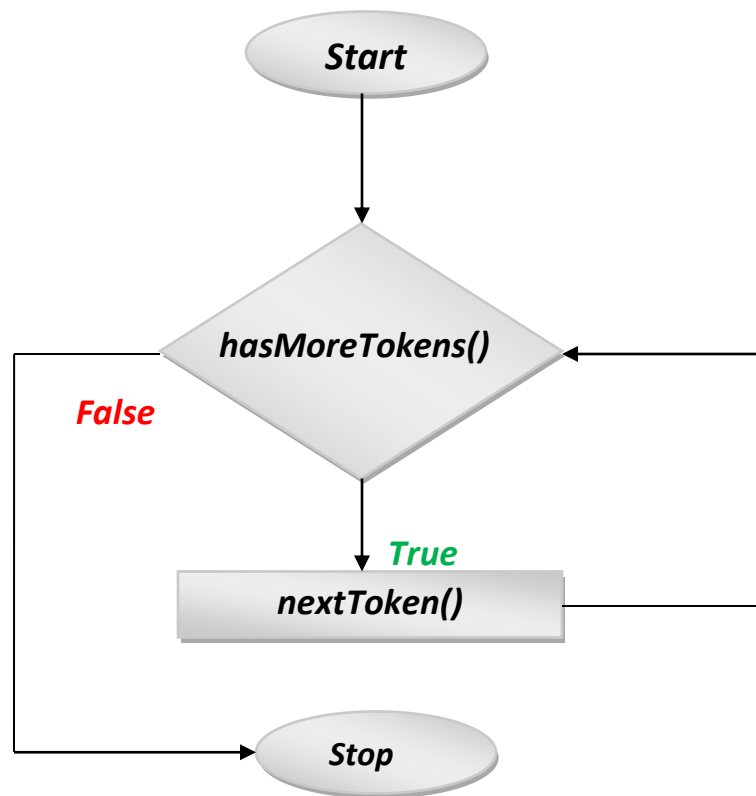 Start
hasMoreTokens()
False
True
nextToken()
Stop